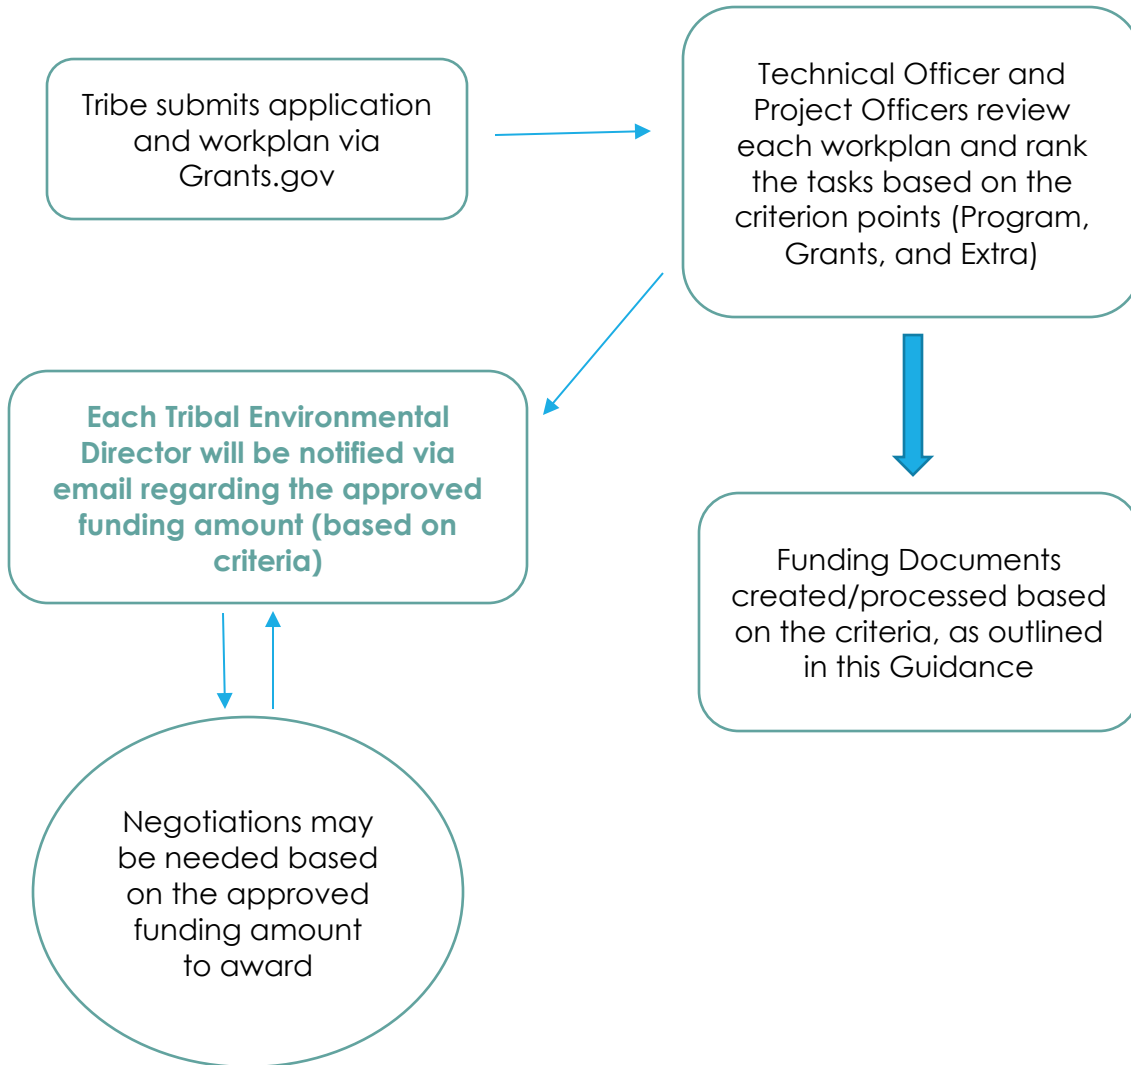 Tribe submits application
and workplan via
Grants.gov
Technical Officer and
Project Officers review
each workplan and rank
the tasks based on the
criterion points (Program,
Grants, and Extra)
Each Tribal Environmental
Director will be notified via
email regarding the approved
funding amount (based on
criteria)
Funding Documents
created/processed based
on the criteria, as outlined
in this Guidance
Negotiations may
be needed based
on the approved
funding amount
to award